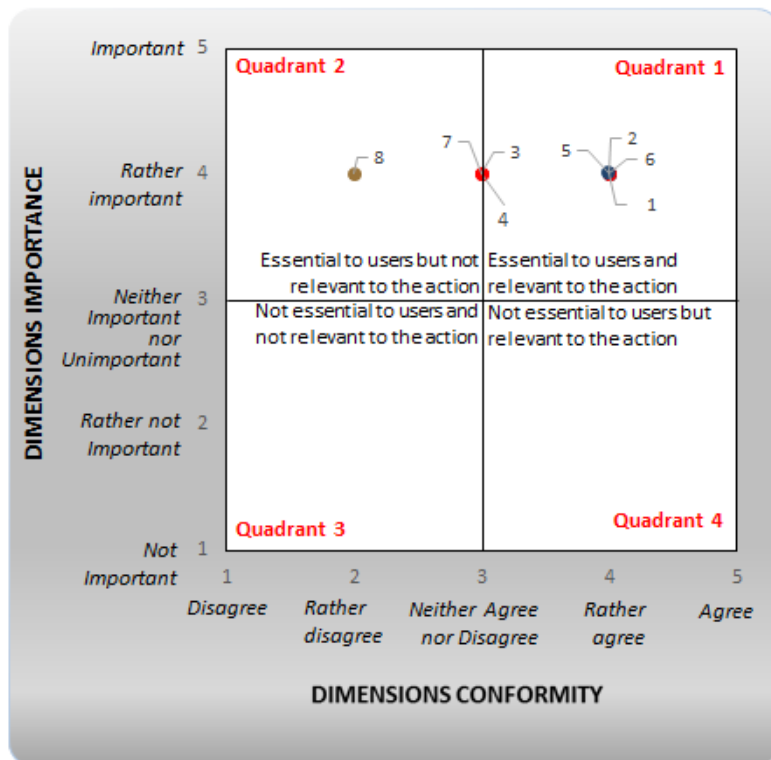 Important 5
Quadrant 2
Quadrant 1
DIMENSIONS IMPORTANCE
Rather 4
important
8
7
3
4
5
2
6
1
Essential to users but not
relevant to the action
Essential to users and
relevant to the action
Neither 3
Important
nor
Unimportant
Not essential to users and
not relevant to the action
Not essential to users but
relevant to the action
Rather not 2
Important
Quadrant 3
Quadrant 4
Not 1
Important
1 2 3 4 5
Disagree
Rather
disagree
Neither Agree
nor Disagree
Rather
agree
Agree
DIMENSIONS CONFORMITY